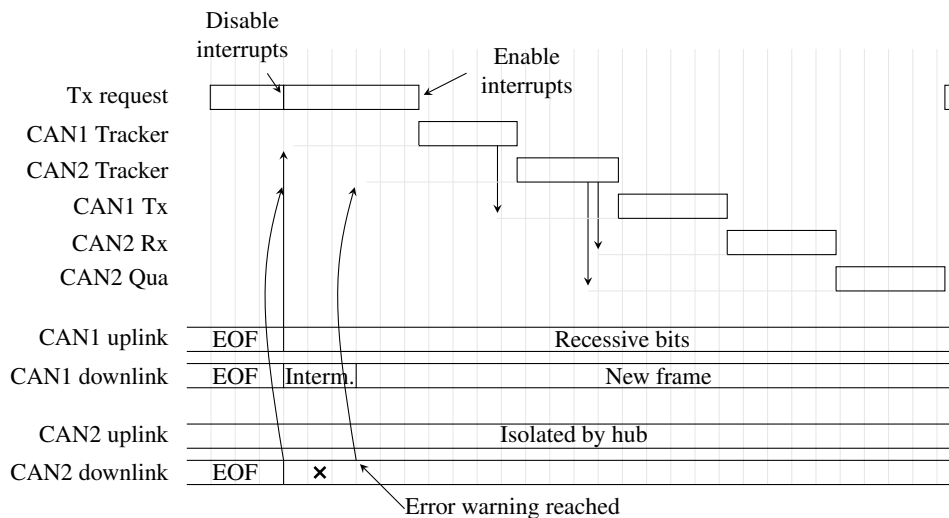 Disable
interrupts
Enable
interrupts
Tx request
CAN1 Tracker
CAN2 Tracker
CAN1 Tx
CAN2 Rx
CAN2 Qua
CAN1 uplink EOF Recessive bits
CAN1 downlink EOF Interm. New frame
CAN2 uplink Isolated by hub
CAN2 downlink EOF
Error warning reached